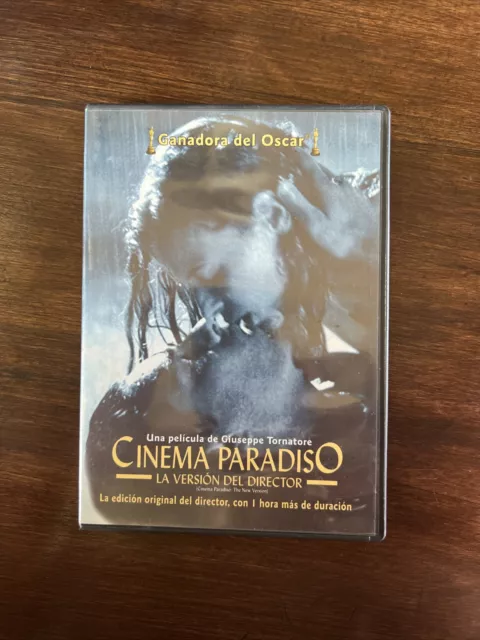 Ganadora del Oscar
Una película de Giuseppe Tornatore
CINEMA PARADISO
LA VERSIÓN DEL DIRECTOR
(Cinema Paradiso: The New Version)
La edición original del director, con 1 hora más de duración